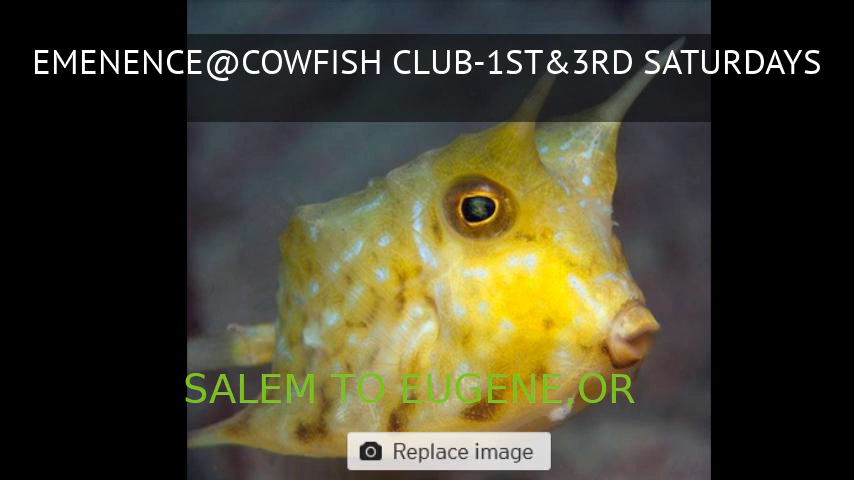 EMENENCE@COWFISH CLUB-1ST&3RD SATURDAYS
SALEM TO EUGENE,OR
Replace image